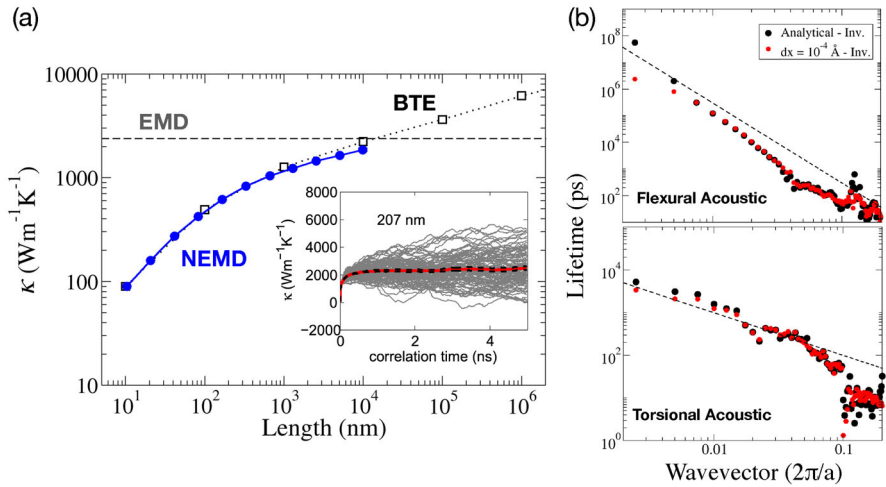 (a)
10000
1000
100
10
κ (Wm⁻¹K⁻¹)
EMD
BTE
NEMD
8000
6000
4000
2000
0
−2000
κ (Wm⁻¹K⁻¹)
207 nm
0
2
4
correlation time (ns)
10¹
10²
10³
10⁴
10⁵
10⁶
Length (nm)
(b)
10⁸
10⁶
10⁴
10²
Analytical - Inv.
dx = 10⁻⁴ Å - Inv.
Flexural Acoustic
Lifetime (ps)
10⁴
10²
10⁰
Torsional Acoustic
0.01
0.1
Wavevector (2π/a)